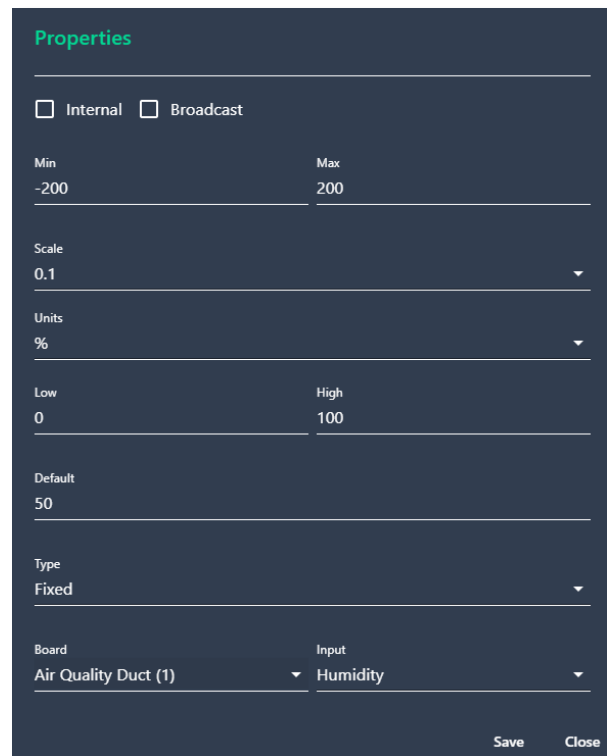 Properties
Internal Broadcast
Min Max
-200 200
Scale
0.1
Units
%
Low High
0 100
Default
50
Type
Fixed
Board Input
Air Quality Duct (1) Humidity
Save Close